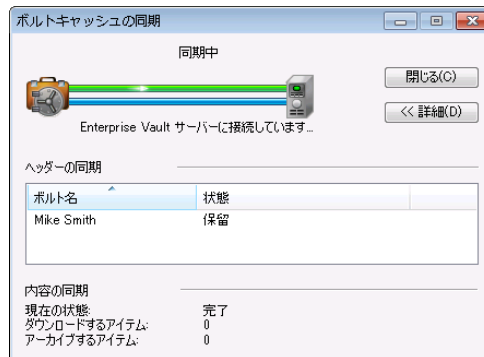 ボルトキャッシュの同期
同期中
閉じる(C)
<< 詳細(D)
Enterprise Vault サーバーに接続しています...
ヘッダーの同期
ボルト名 状態
Mike Smith 保留
内容の同期
現在の状態: 完了
ダウンロードするアイテム: 0
アーカイブするアイテム: 0